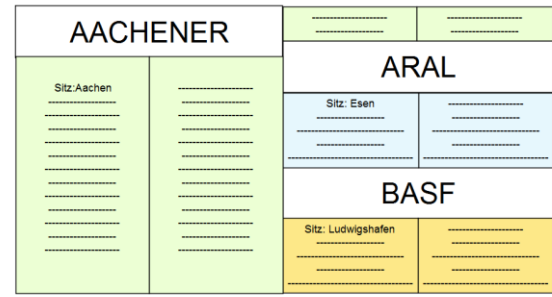 AACHENER
Sitz:Aachen
ARAL
Sitz: Esen
BASF
Sitz: Ludwigshafen